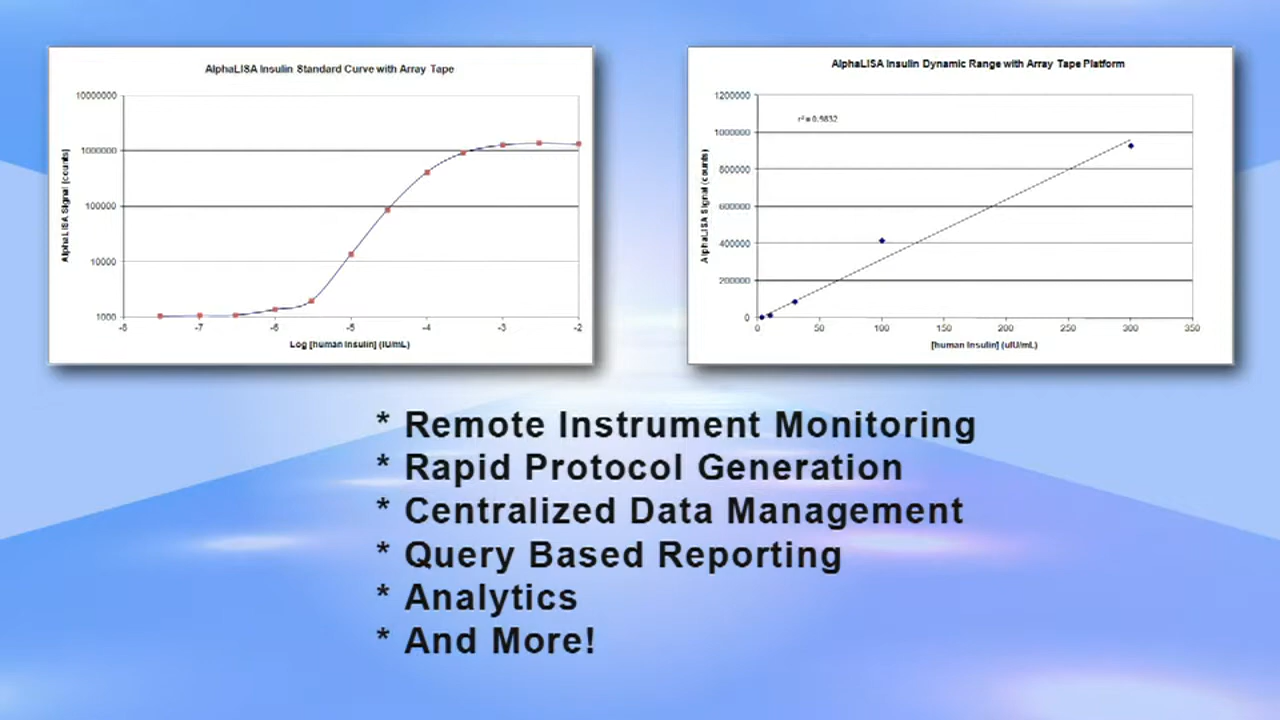 AlphaLISA Insulin Standard Curve with Array Tape
10000000
1000000
100000
10000
1000
AlphaLISA Signal (counts)
-8 -7 -6 -5 -4 -3 -2
Log [human Insulin] (IU/mL)
AlphaLISA Insulin Dynamic Range with Array Tape Platform
r² = 0.9832
1200000
1000000
800000
600000
400000
200000
0
AlphaLISA Signal (counts)
0 50 100 150 200 250 300 350
[human Insulin] (uIU/mL)
* Remote Instrument Monitoring
* Rapid Protocol Generation
* Centralized Data Management
* Query Based Reporting
* Analytics
* And More!